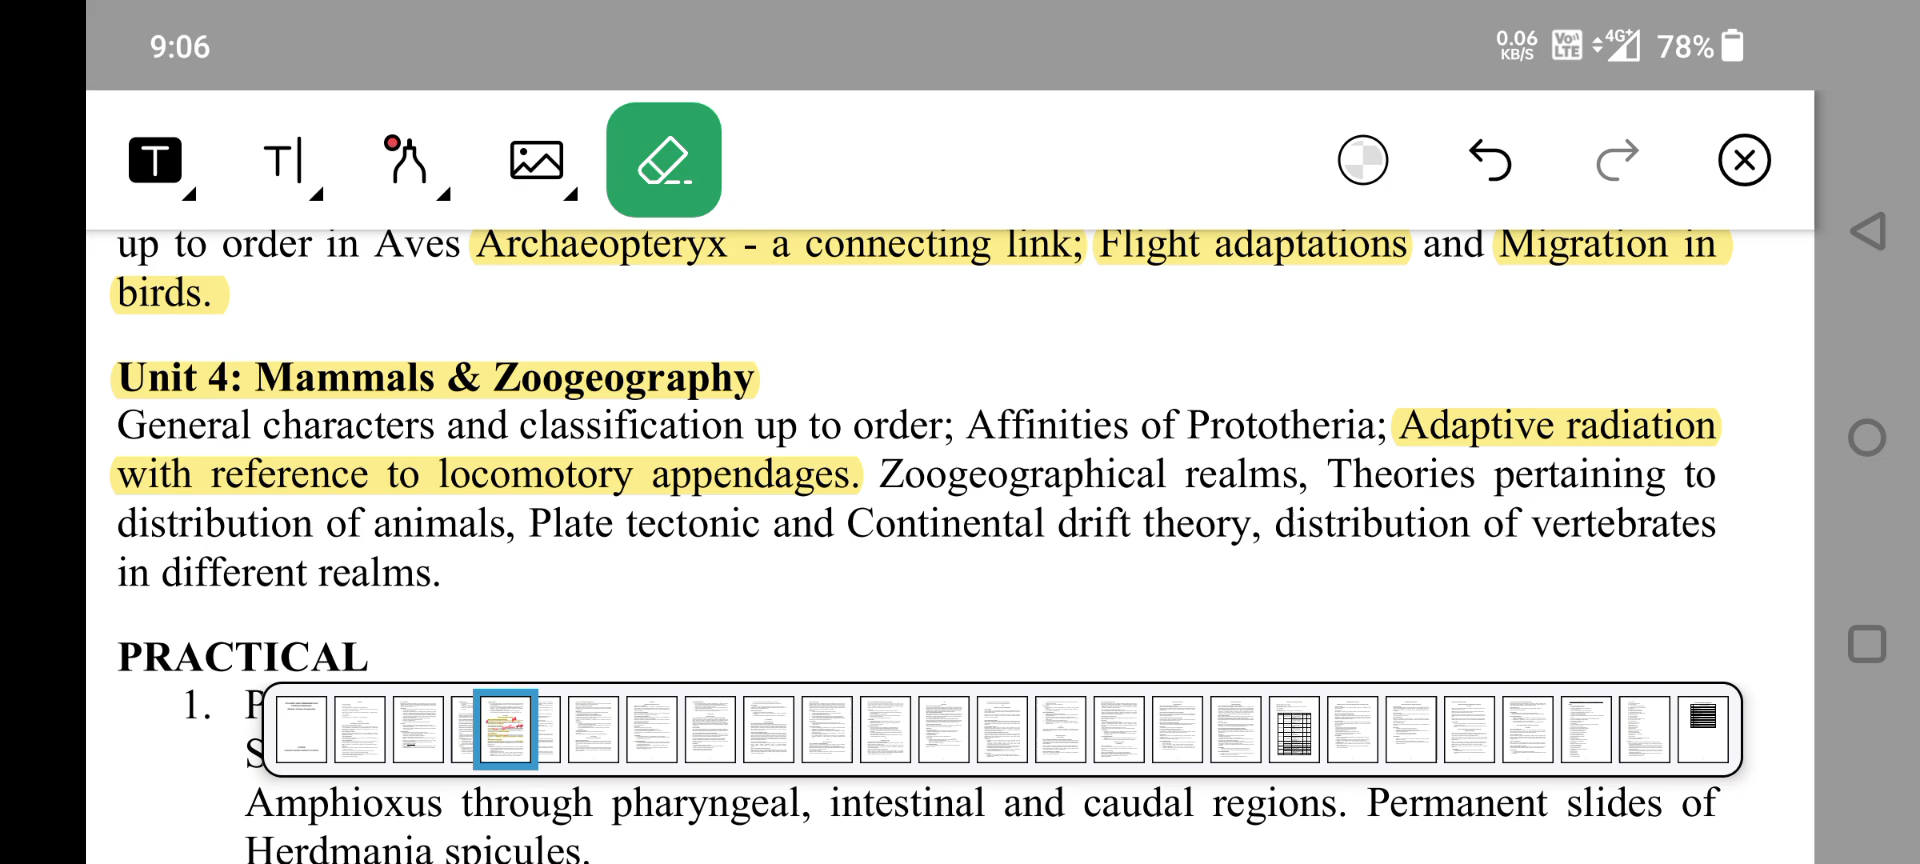 9:06
0.06 KB/S
Vo LTE
4G+
78%
T
T
up to order in Aves Archaeopteryx - a connecting link; Flight adaptations and Migration in
birds.
Unit 4: Mammals & Zoogeography
General characters and classification up to order; Affinities of Prototheria; Adaptive radiation
with reference to locomotory appendages. Zoogeographical realms, Theories pertaining to
distribution of animals, Plate tectonic and Continental drift theory, distribution of vertebrates
in different realms.
PRACTICAL
1. P
S
Amphioxus through pharyngeal, intestinal and caudal regions. Permanent slides of
Herdmania spicules.